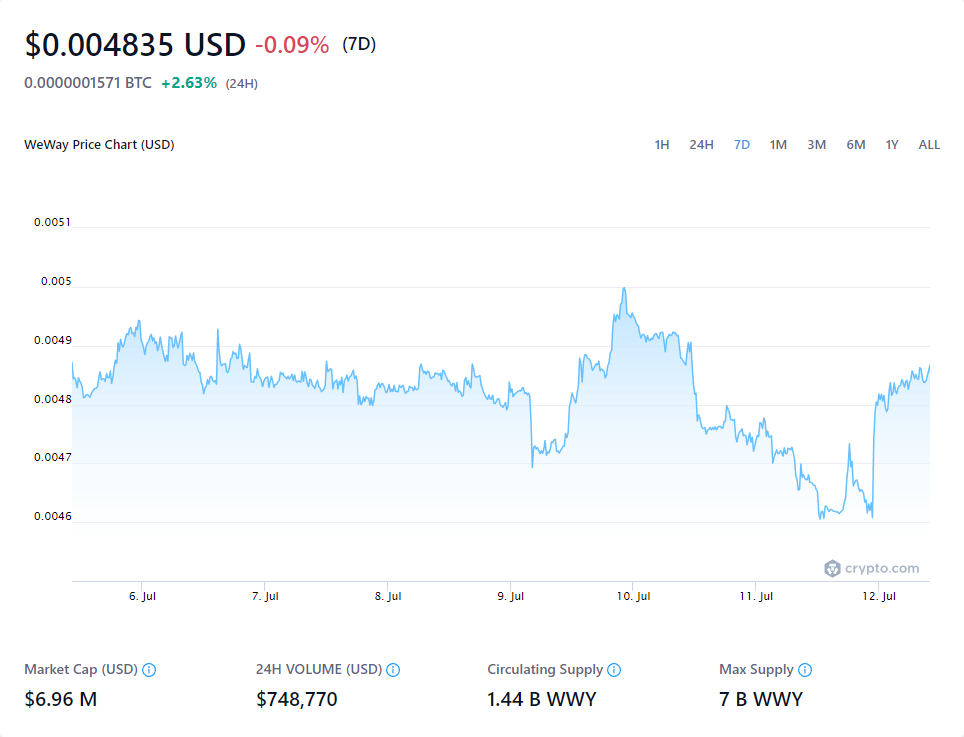 $0.004835 USD -0.09% (7D)
0.0000001571 BTC +2.63% (24H)
WeWay Price Chart (USD) 1H 24H 7D 1M 3M 6M 1Y ALL
0.0051
0.005
0.0049
0.0048
0.0047
0.0046
crypto.com
6. Jul 7. Jul 8. Jul 9. Jul 10. Jul 11. Jul 12. Jul
Market Cap (USD) 24H VOLUME (USD) Circulating Supply Max Supply
$6.96 M $748,770 1.44 B WWY 7 B WWY